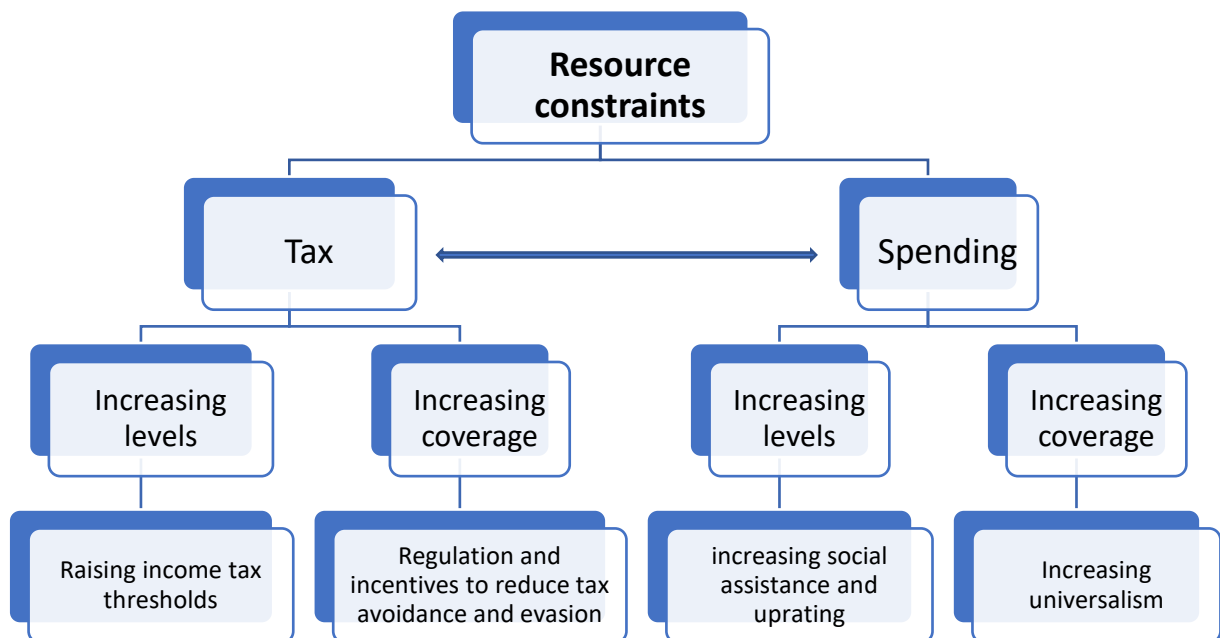 Resource
constraints
Tax
Spending
Increasing
levels
Increasing
coverage
Increasing
levels
Increasing
coverage
Raising income tax
thresholds
Regulation and
incentives to reduce tax
avoidance and evasion
increasing social
assistance and
uprating
Increasing
universalism